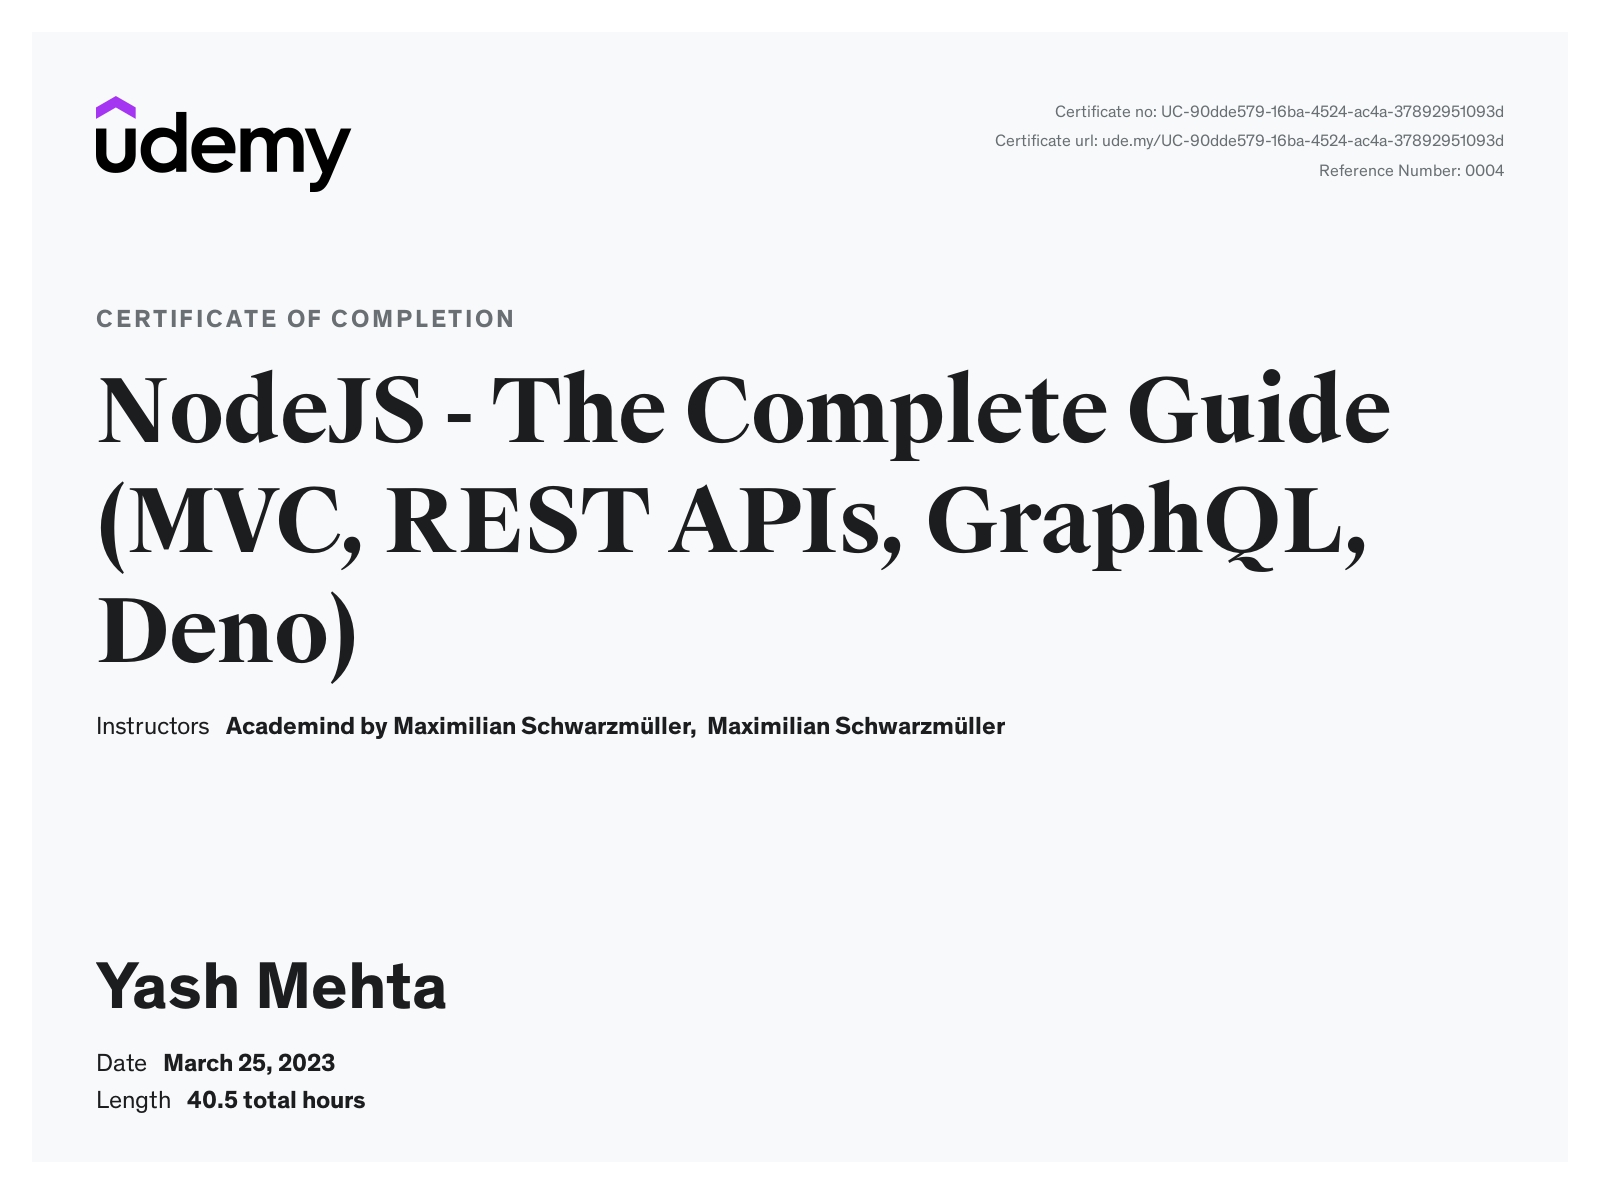 udemy
Certificate no: UC-90dde579-16ba-4524-ac4a-37892951093d
Certificate url: ude.my/UC-90dde579-16ba-4524-ac4a-37892951093d
Reference Number: 0004
CERTIFICATE OF COMPLETION
NodeJS - The Complete Guide
(MVC, REST APIs, GraphQL,
Deno)
Instructors Academind by Maximilian Schwarzmüller, Maximilian Schwarzmüller
Yash Mehta
Date March 25, 2023
Length 40.5 total hours